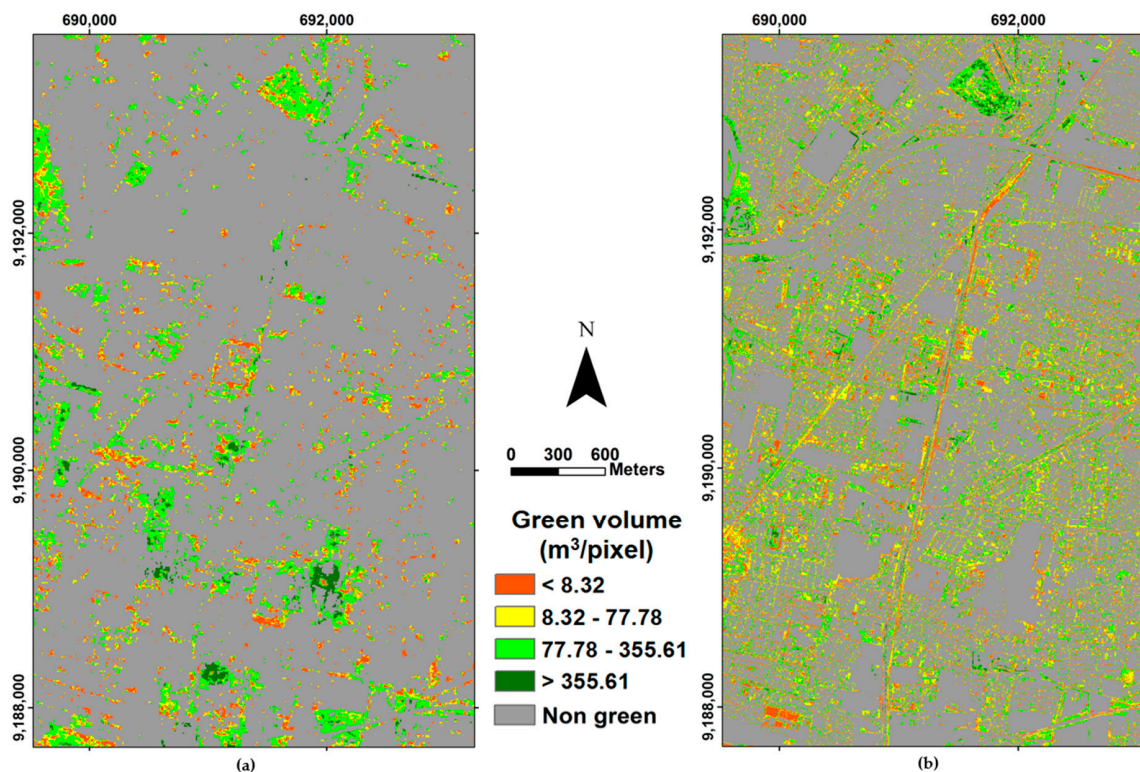 690,000
692,000
690,000
692,000
9,192,000
9,190,000
9,188,000
N
0 300 600
Meters
Green volume
(m³/pixel)
< 8.32
8.32 - 77.78
77.78 - 355.61
> 355.61
Non green
9,192,000
9,190,000
9,188,000
(a)
(b)